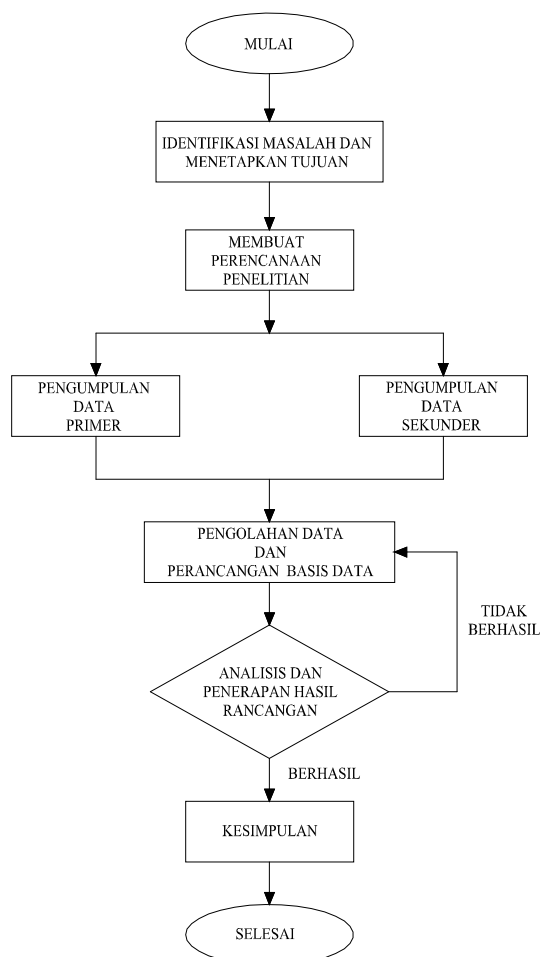 MULAI
IDENTIFIKASI MASALAH DAN
MENETAPKAN TUJUAN
MEMBUAT
PERENCANAAN
PENELITIAN
PENGUMPULAN
DATA
PRIMER
PENGUMPULAN
DATA
SEKUNDER
PENGOLAHAN DATA
DAN
PERANCANGAN BASIS DATA
TIDAK
BERHASIL
ANALISIS DAN
PENERAPAN HASIL
RANCANGAN
BERHASIL
KESIMPULAN
SELESAI